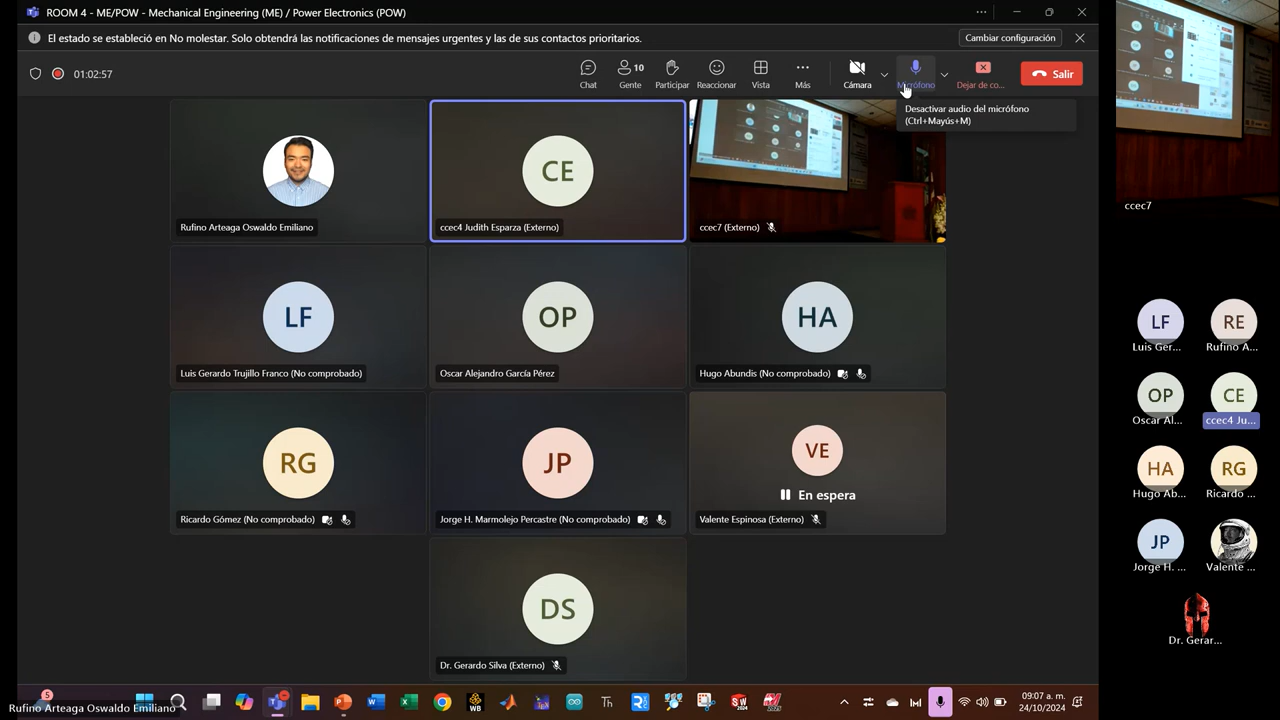 ROOM 4 - ME/POW - Mechanical Engineering (ME) / Power Electronics (POW)
El estado se estableció en No molestar. Solo obtendrá las notificaciones de mensajes urgentes y las de sus contactos prioritarios.
Cambiar configuración
01:02:57
Chat
10
Gente
Participar
Reaccionar
Vista
Más
Cámara
Micrófono
Dejar de co...
Salir
Desactivar audio del micrófono
(Ctrl+Mayús+M)
Rufino Arteaga Oswaldo Emiliano
CE
ccec4 Judith Esparza (Externo)
ccec7 (Externo)
LF
Luis Gerardo Trujillo Franco (No comprobado)
OP
Oscar Alejandro García Pérez
HA
Hugo Abundis (No comprobado)
RG
Ricardo Gómez (No comprobado)
JP
Jorge H. Marmolejo Percastre (No comprobado)
VE
En espera
Valente Espinosa (Externo)
DS
Dr. Gerardo Silva (Externo)
ccec7
LF
Luis Ger...
RE
Rufino A...
OP
Oscar Al...
CE
ccec4 Ju...
HA
Hugo Ab...
RG
Ricardo ...
JP
Jorge H. ...
Valente ...
Dr. Gerar...
5
Rufino Arteaga Oswaldo Emiliano
WB
Th
09:07 a. m.
24/10/2024